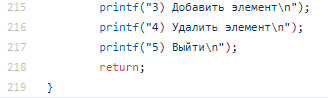 215 printf("3) Добавить элемент\n");
216 printf("4) Удалить элемент\n");
217 printf("5) Выйти\n");
218 return;
219 }